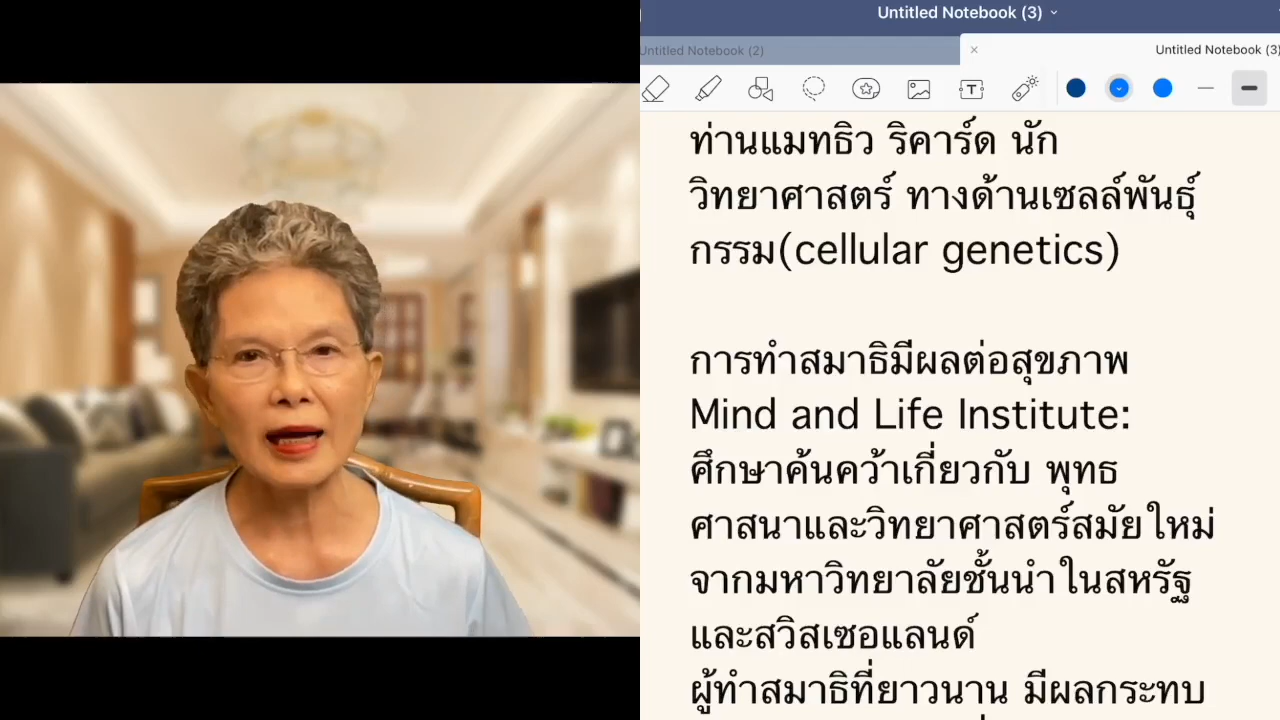 Untitled Notebook (3)
Untitled Notebook (2)
Untitled Notebook (3)
ท่านแมทธิว ริคาร์ด นัก
วิทยาศาสตร์ ทางด้านเซลล์พันธุ์
กรรม(cellular genetics)
การทำสมาธิมีผลต่อสุขภาพ
Mind and Life Institute:
ศึกษาค้นคว้าเกี่ยวกับ พุทธ
ศาสนาและวิทยาศาสตร์สมัยใหม่
จากมหาวิทยาลัยชั้นนำในสหรัฐ
และสวิสเซอแลนด์
ผู้ทำสมาธิที่ยาวนาน มีผลกระทบ